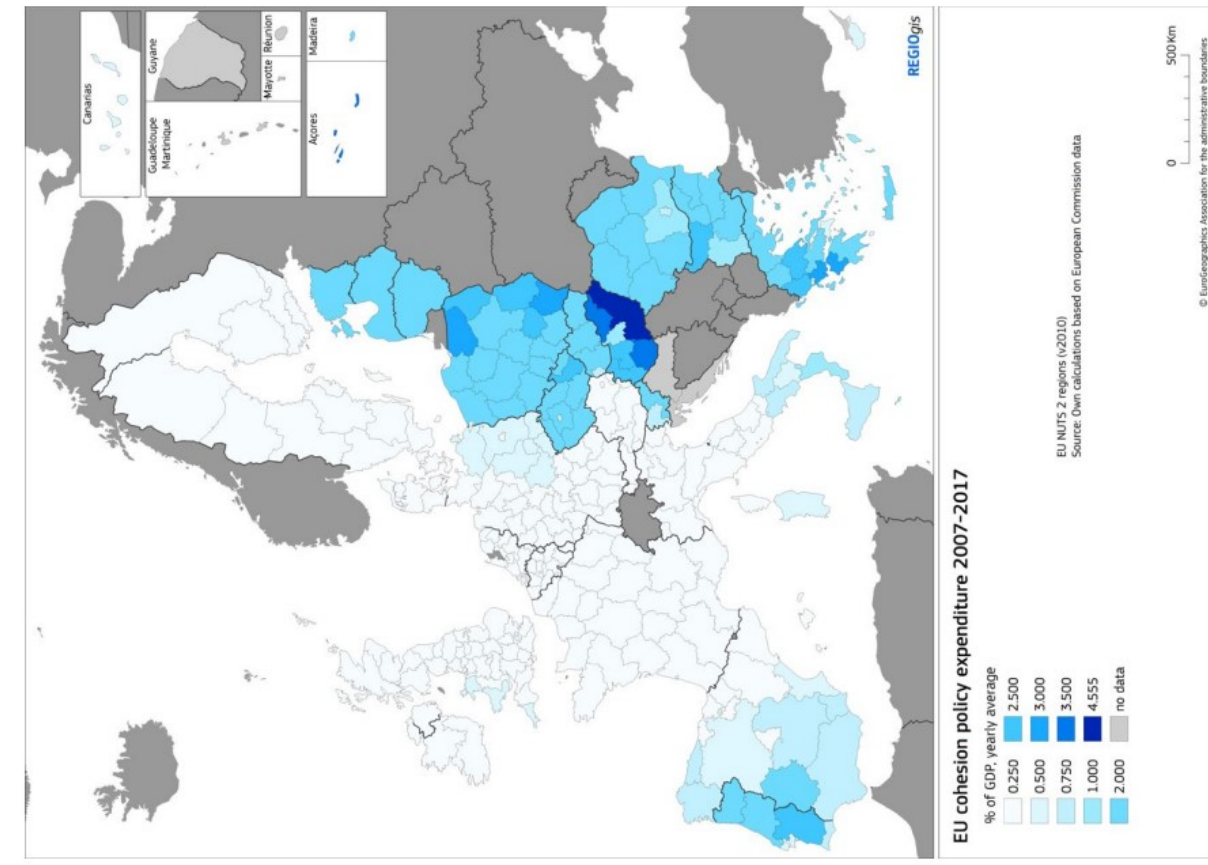 Canarias
Guadeloupe
Martinique
Guyane
Mayotte
Réunion
Açores
Madeira
REGIOgis
EU cohesion policy expenditure 2007-2017
% of GDP, yearly average
0.250
0.500
0.750
1.000
2.000
2.500
3.000
3.500
4.555
no data
EU NUTS 2 regions (v2010)
Source: Own calculations based on European Commission data
0 500 Km
© EuroGeographics Association for the administrative boundaries